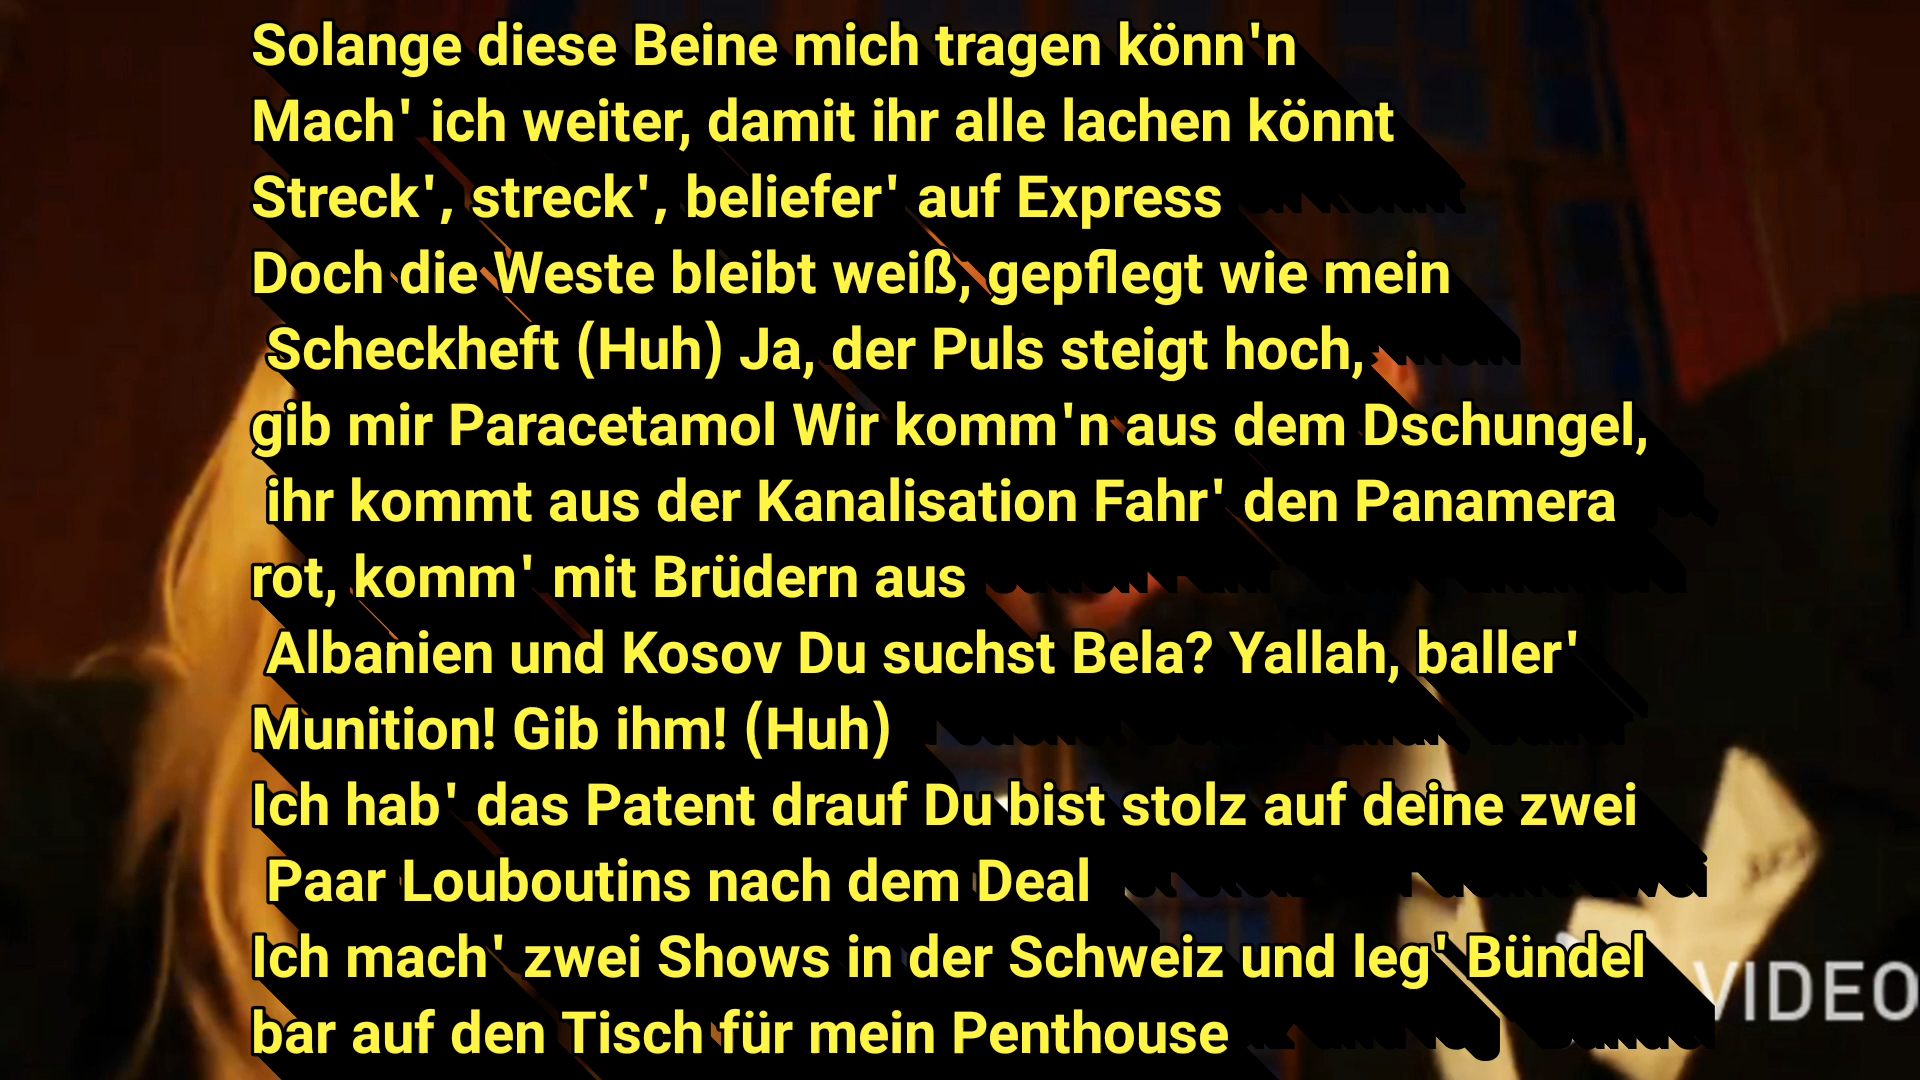 Solange diese Beine mich tragen könn'n
Mach' ich weiter, damit ihr alle lachen könnt
Streck', streck', beliefer' auf Express
Doch die Weste bleibt weiß, gepflegt wie mein
Scheckheft (Huh) Ja, der Puls steigt hoch,
gib mir Paracetamol Wir komm'n aus dem Dschungel,
ihr kommt aus der Kanalisation Fahr' den Panamera
rot, komm' mit Brüdern aus
Albanien und Kosov Du suchst Bela? Yallah, baller'
Munition! Gib ihm! (Huh)
Ich hab' das Patent drauf Du bist stolz auf deine zwei
Paar Louboutins nach dem Deal
Ich mach' zwei Shows in der Schweiz und leg' Bündel
bar auf den Tisch für mein Penthouse
VIDEO